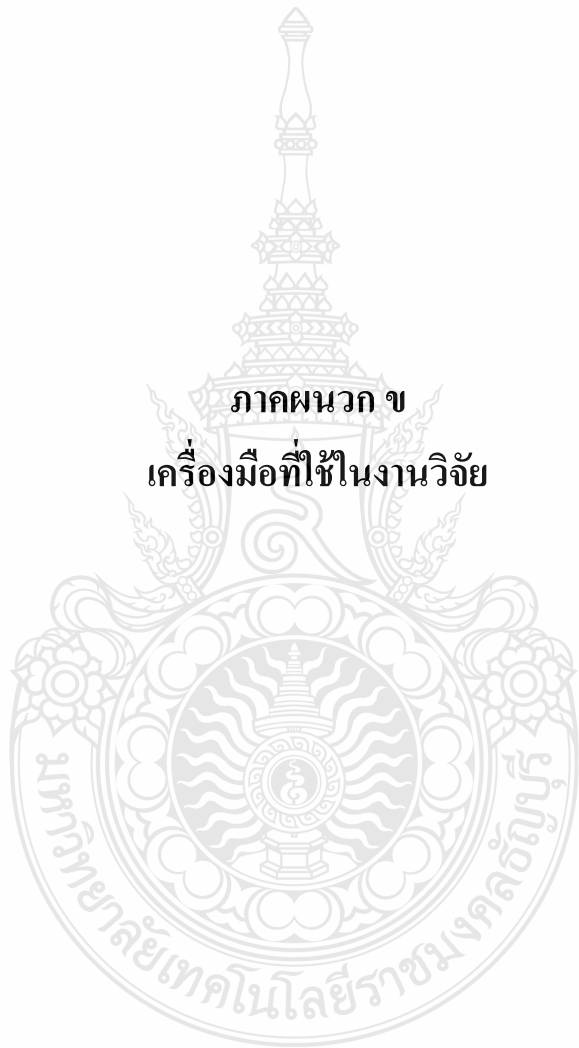 ภาคผนวก ข
เครื่องมือที่ใช้ในงานวิจัย
มหาวิทยาลัยเทคโนโลยีราชมงคลธัญบุรี